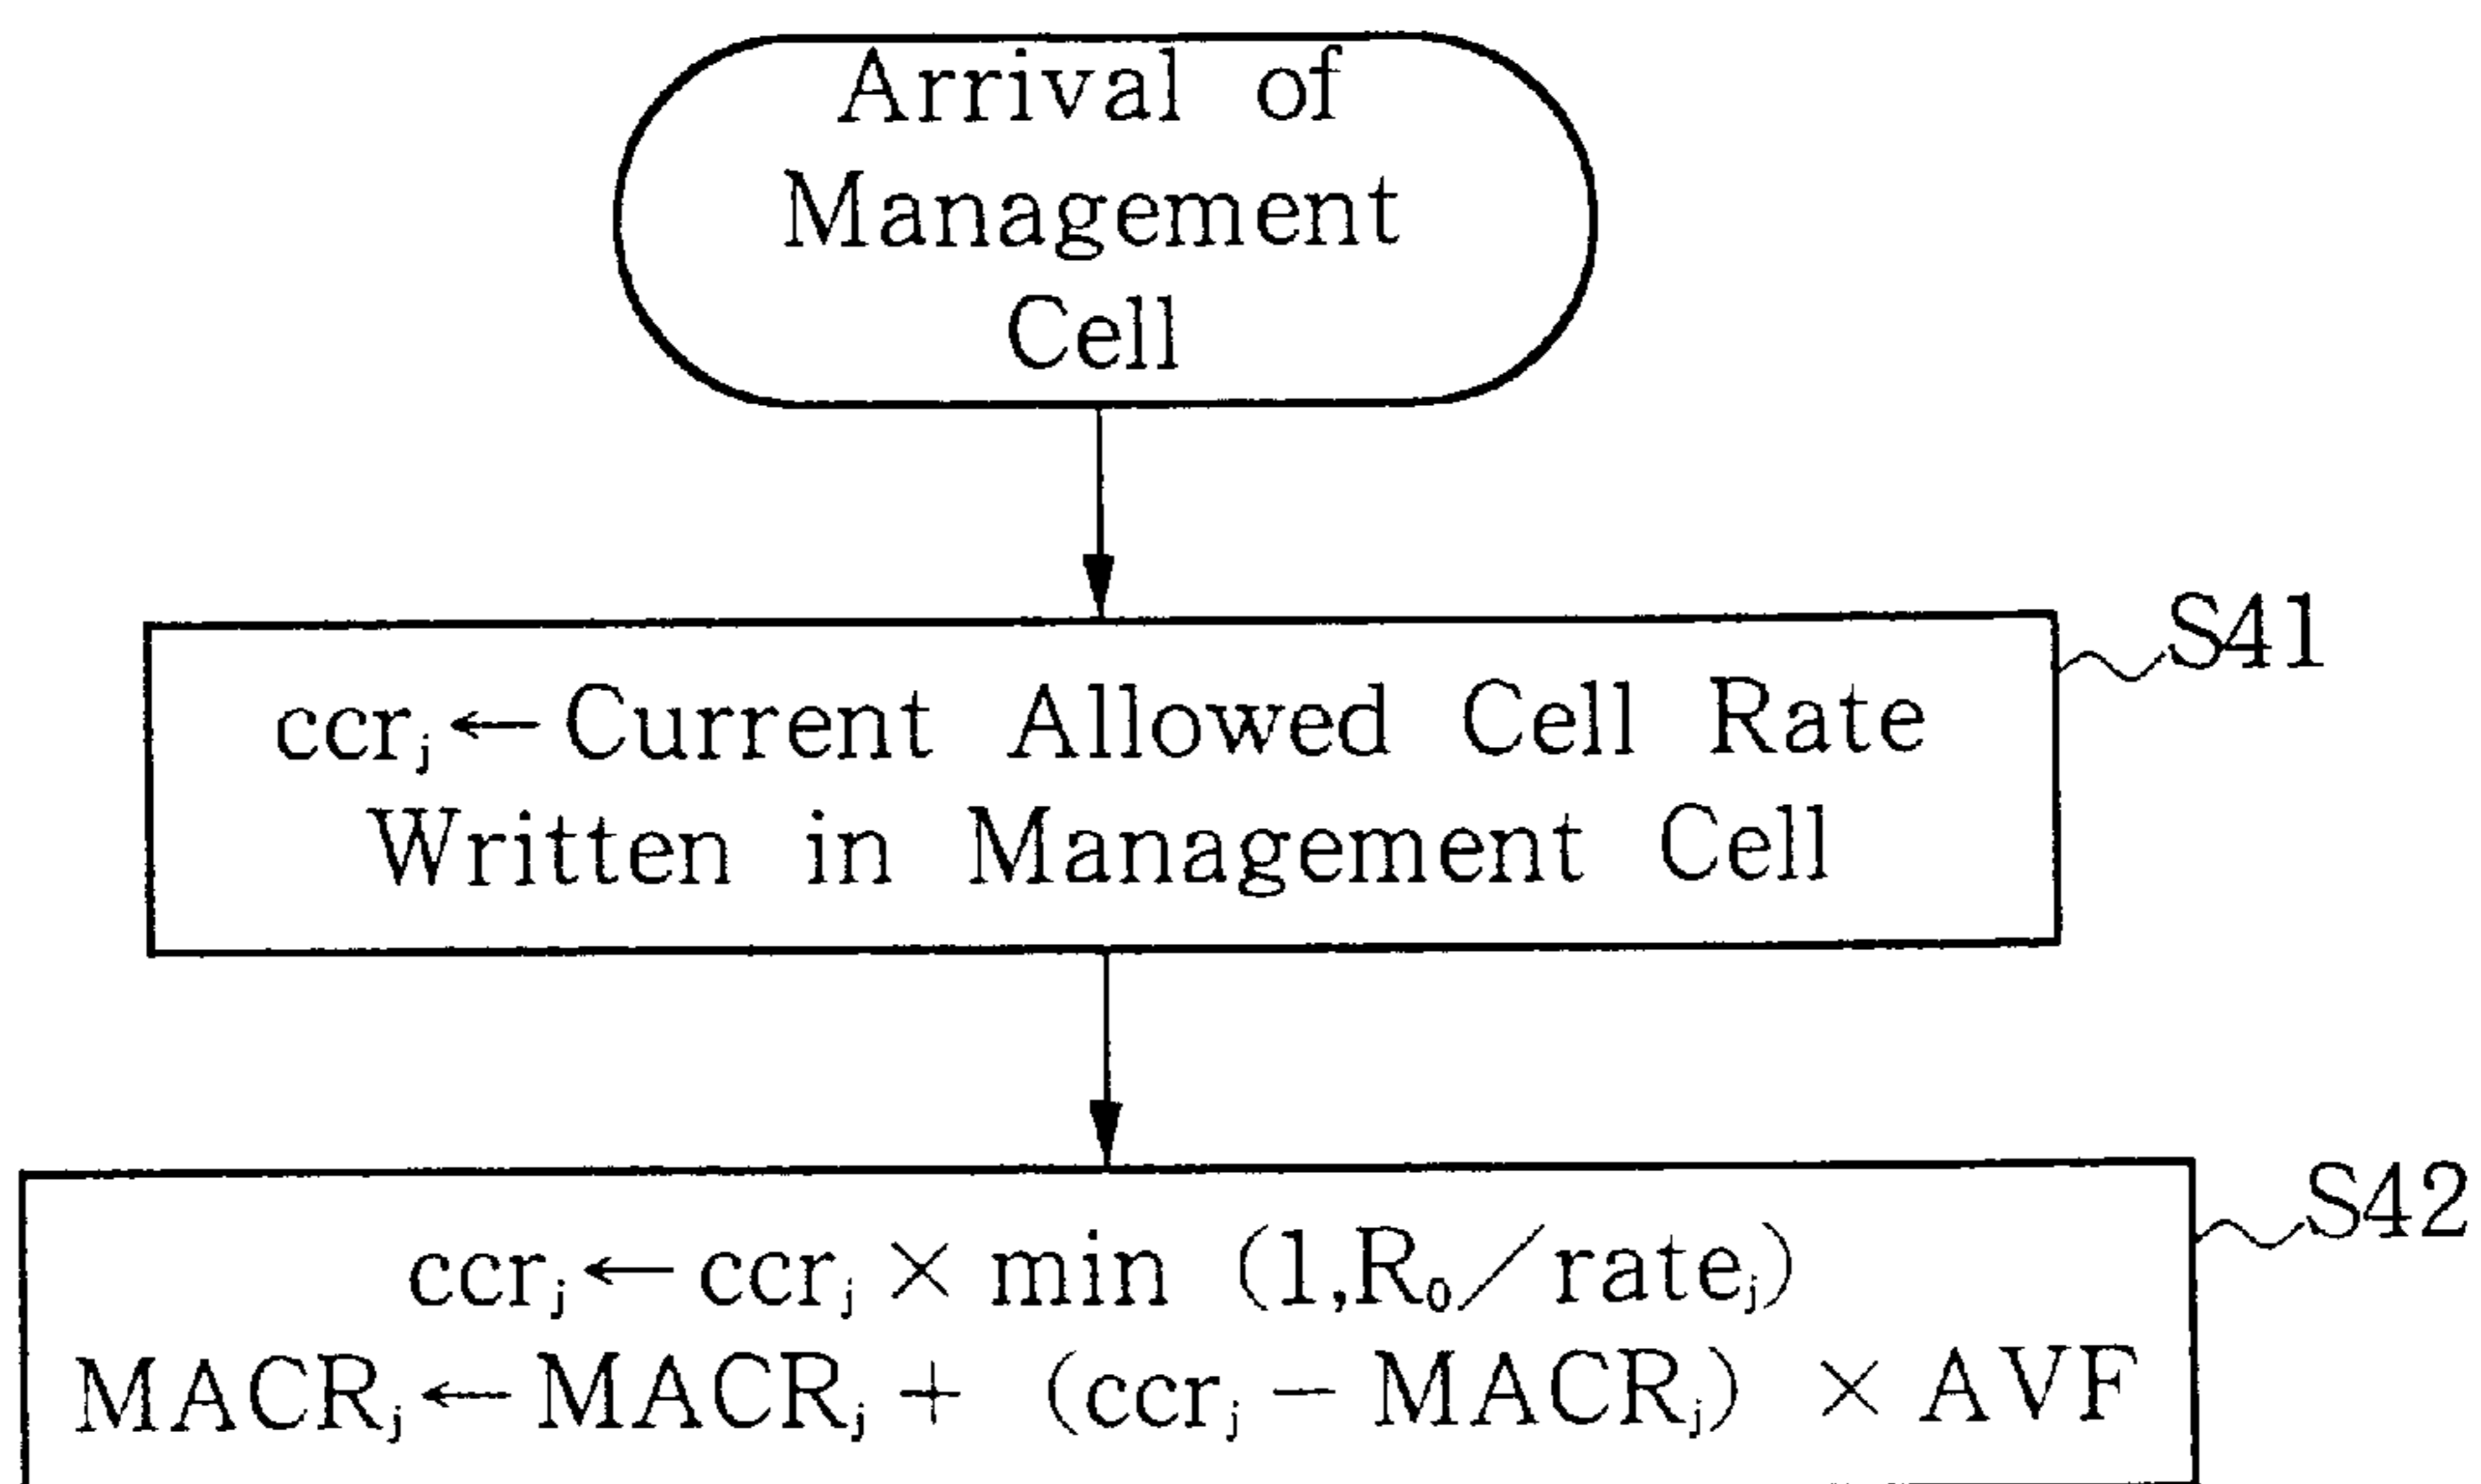 Arrival of
Management
Cell
S41
ccrⱼ←Current Allowed Cell Rate
Written in Management Cell
S42
ccrⱼ← ccrⱼ × min (1,R₀/rateⱼ)
MACRⱼ←MACRⱼ + (ccrⱼ − MACRⱼ) × AVF